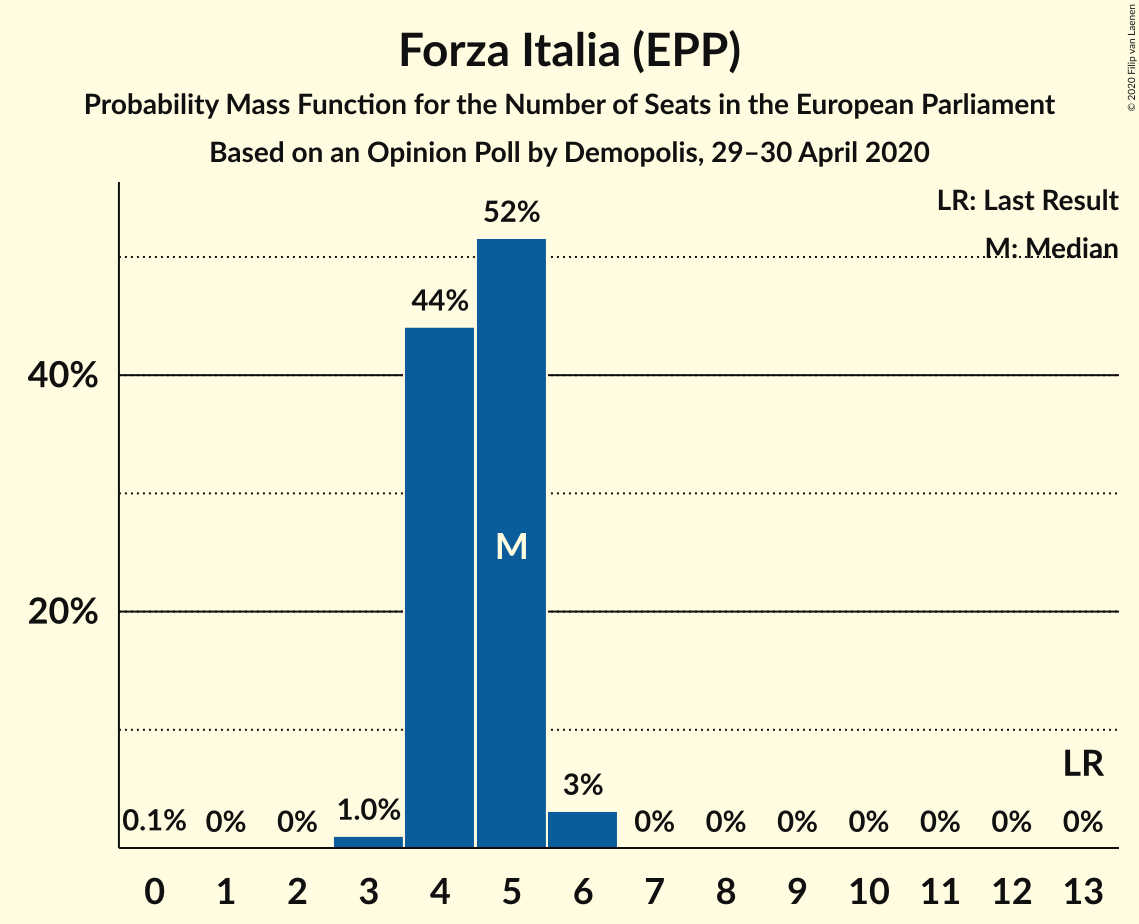 Forza Italia (EPP)
Probability Mass Function for the Number of Seats in the European Parliament
Based on an Opinion Poll by Demopolis, 29–30 April 2020
© 2020 Filip van Laenen
LR: Last Result
M: Median
52%
44%
40%
M
20%
LR
3%
0.1% 0% 0% 1.0% 0% 0% 0% 0% 0% 0% 0%
0 1 2 3 4 5 6 7 8 9 10 11 12 13